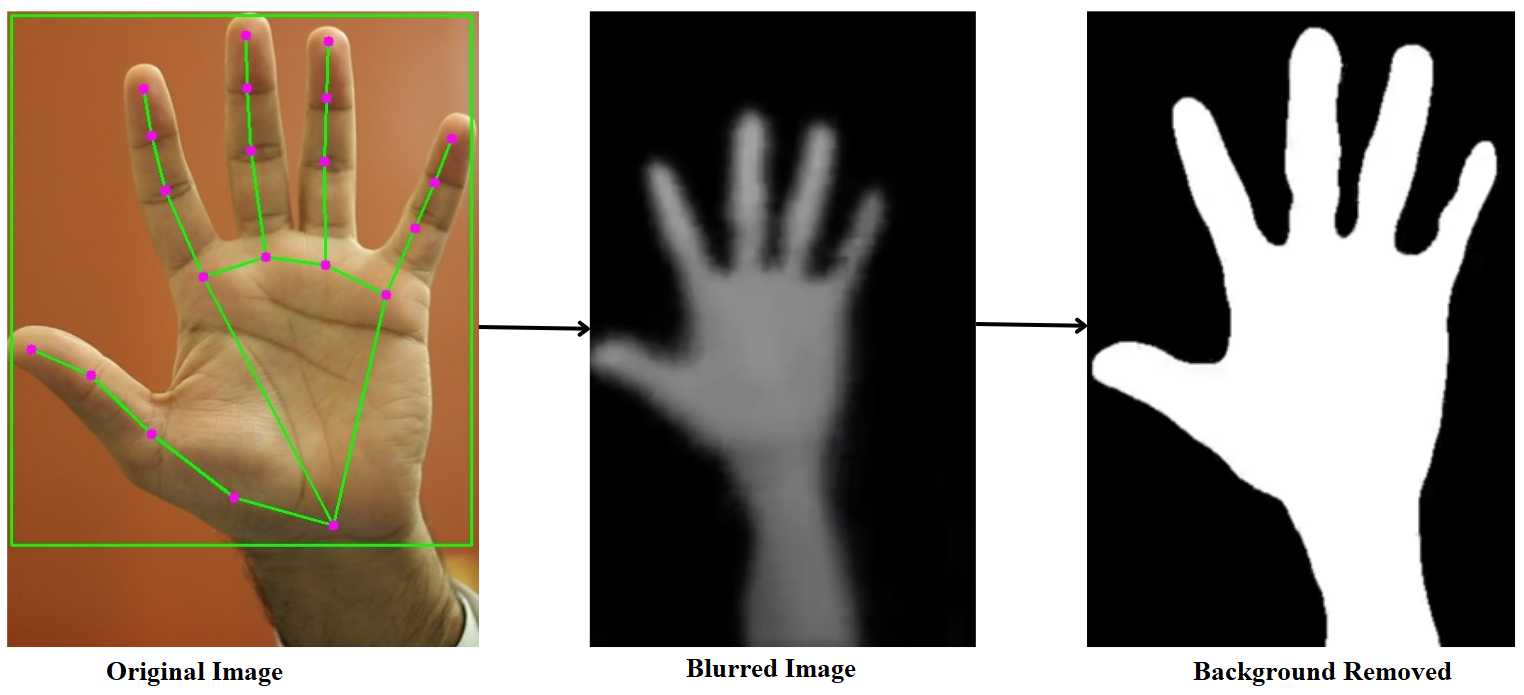 Original Image
Blurred Image
Background Removed